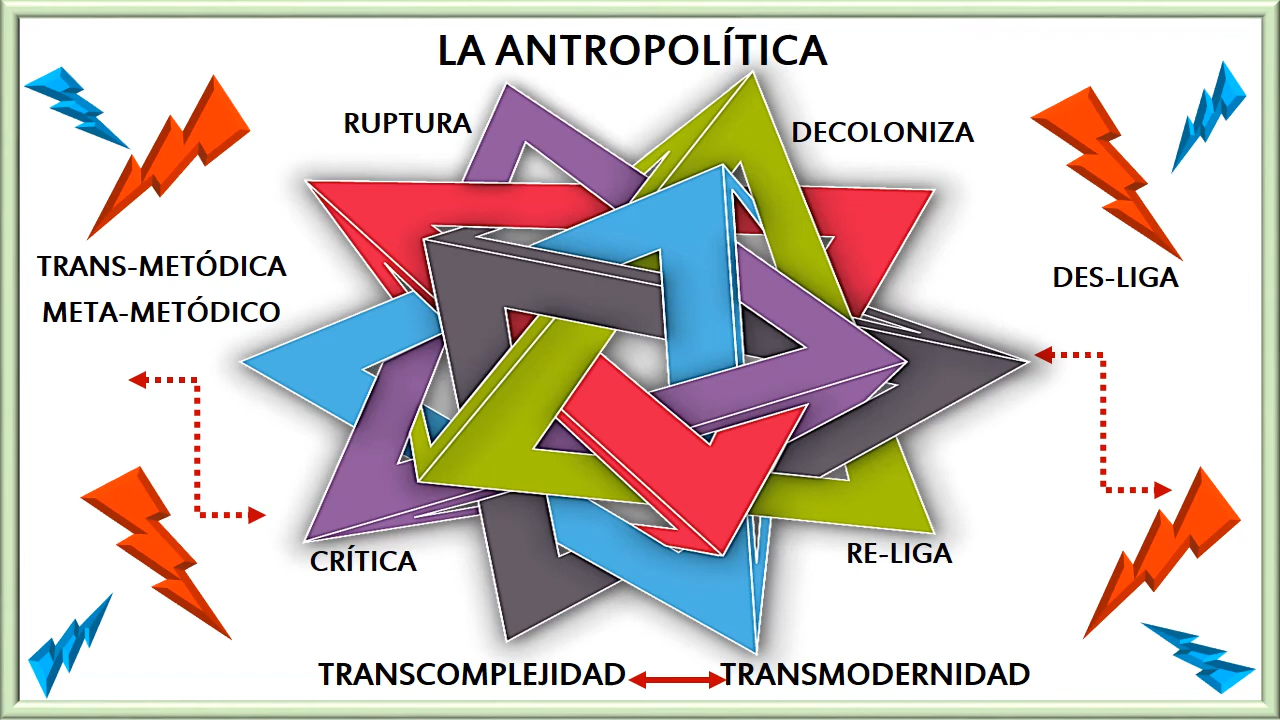 LA ANTROPOLÍTICA
RUPTURA
DECOLONIZA
TRANS-METÓDICA
META-METÓDICO
DES-LIGA
CRÍTICA
RE-LIGA
TRANSCOMPLEJIDAD
TRANSMODERNIDAD